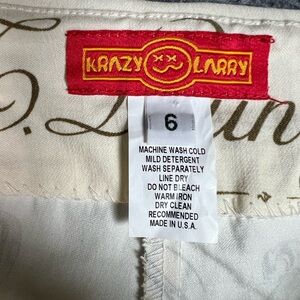 KRAZY LARRY
6
MACHINE WASH COLD
MILD DETERGENT
WASH SEPARATELY
LINE DRY
DO NOT BLEACH
WARM IRON
DRY CLEAN
RECOMMENDED
MADE IN U.S.A.